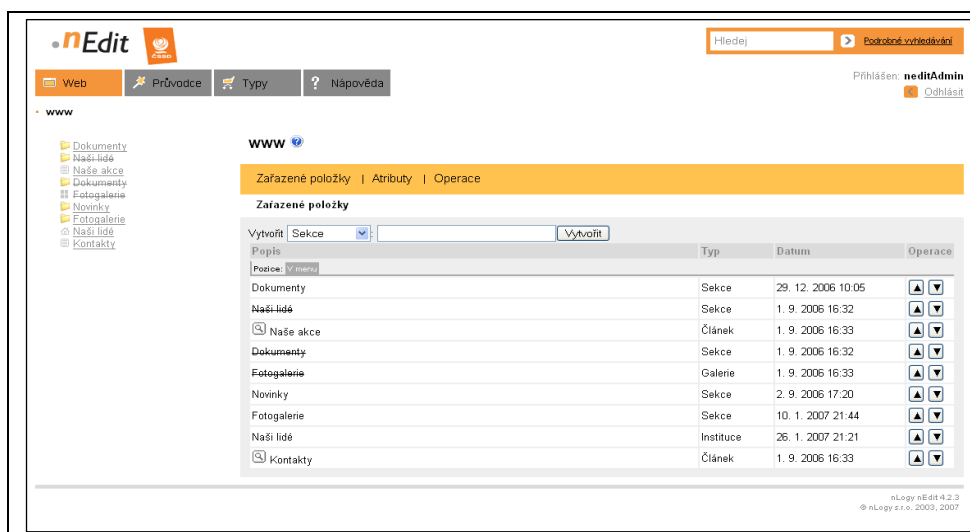 nEdit
ČSSD
Hledej
Podrobné vyhledávání
Web
Průvodce
Typy
? Nápověda
Přihlášen: neditAdmin
Odhlásit
www
Dokumenty
Naši lidé
Naše akce
Dokumenty
Fotogalerie
Novinky
Fotogalerie
Naši lidé
Kontakty
www
Zařazené položky | Atributy | Operace
Zařazené položky
Vytvořit Sekce : Vytvořit
Popis Typ Datum Operace
Pozice: V menu
Dokumenty Sekce 29. 12. 2006 10:05
Naši lidé Sekce 1. 9. 2006 16:32
Naše akce Článek 1. 9. 2006 16:33
Dokumenty Sekce 1. 9. 2006 16:32
Fotogalerie Galerie 1. 9. 2006 16:33
Novinky Sekce 2. 9. 2006 17:20
Fotogalerie Sekce 10. 1. 2007 21:44
Naši lidé Instituce 26. 1. 2007 21:21
Kontakty Článek 1. 9. 2006 16:33
nLogy nEdit 4.2.3
© nLogy s.r.o. 2003, 2007